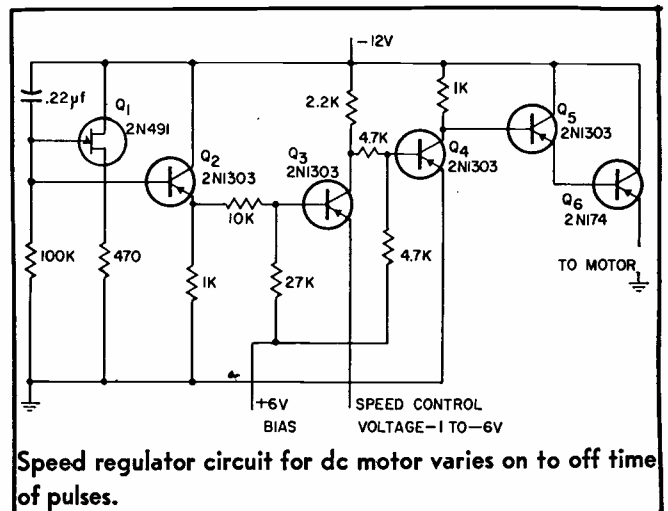 -12V
.22µf
Q1
2N491
2.2K
1K
Q5
2N1303
4.7K
Q4
2N1303
Q2
2N1303
Q3
2N1303
10K
Q6
2N174
100K
470
1K
27K
4.7K
TO MOTOR
+6V
BIAS
SPEED CONTROL
VOLTAGE-1 TO-6V
Speed regulator circuit for dc motor varies on to off time
of pulses.